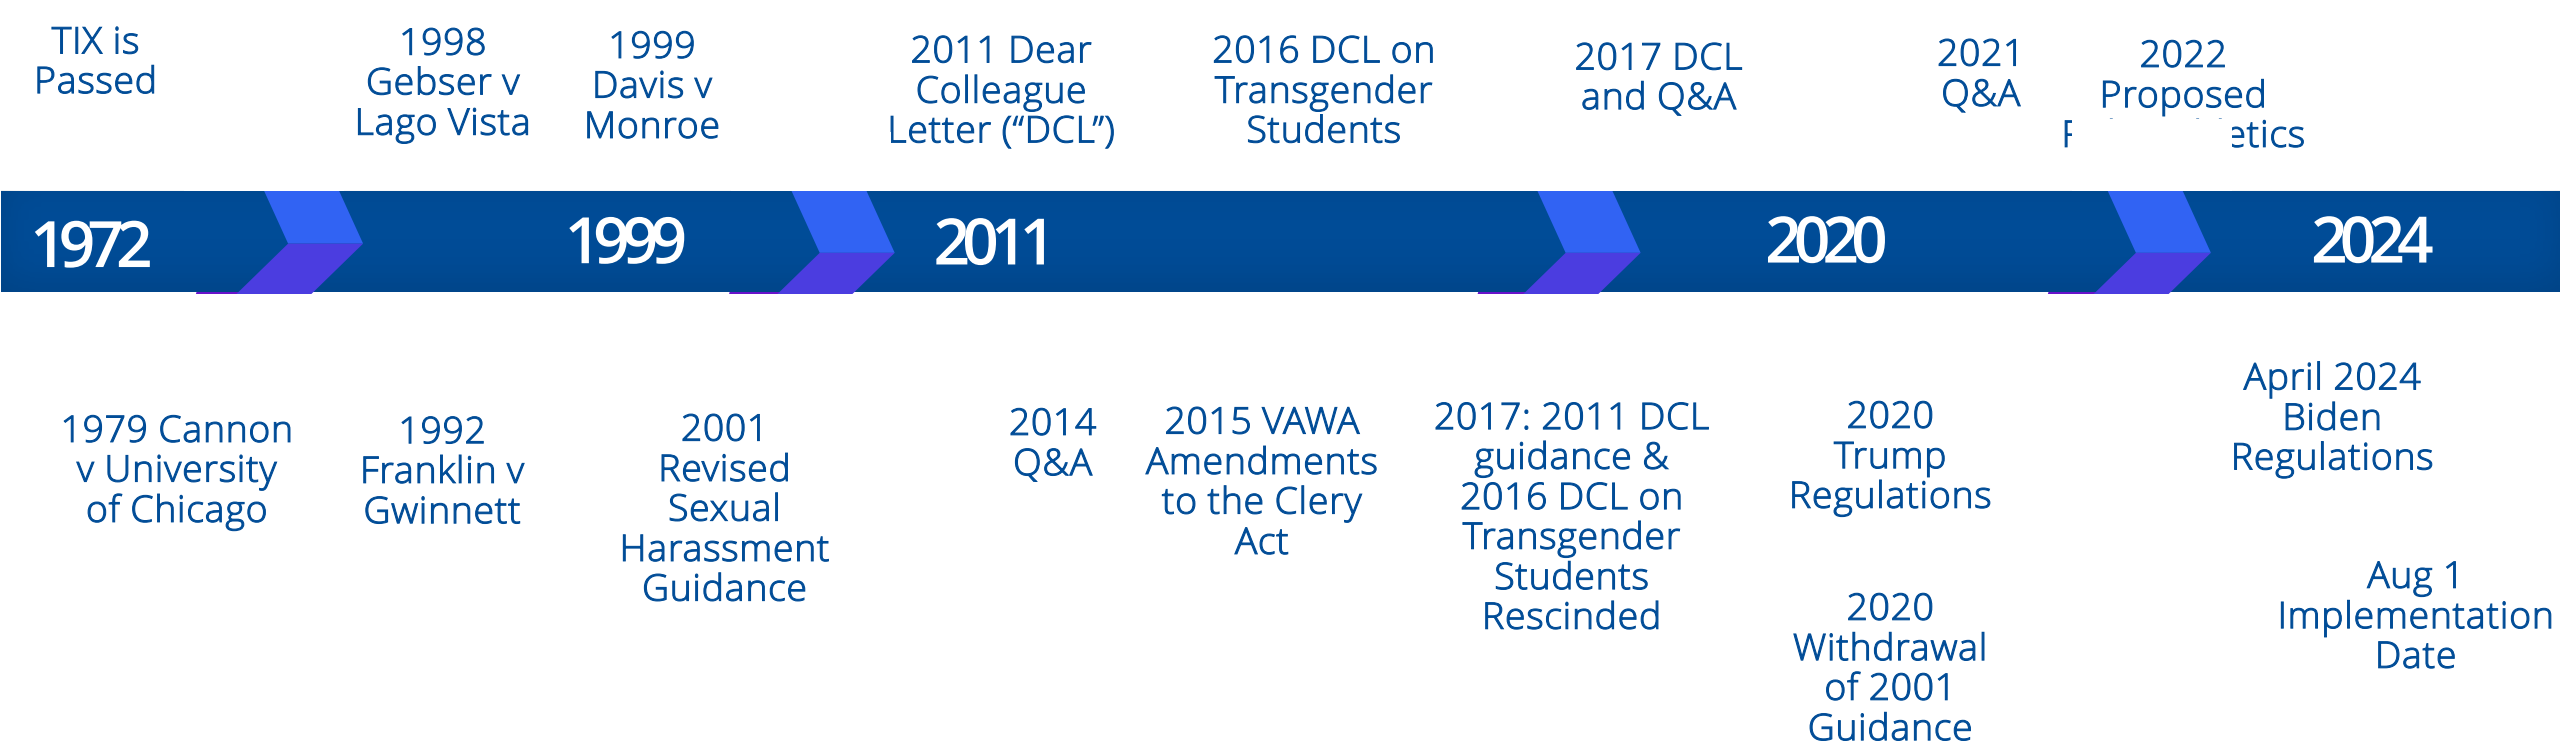 TIX is
Passed
1998
Gebser v
Lago Vista
1999
Davis v
Monroe
2011 Dear
Colleague
Letter (“DCL”)
2016 DCL on
Transgender
Students
2017 DCL
and Q&A
2021
Q&A
2022
Proposed
1972
1999
2011
2020
2024
1979 Cannon
v University
of Chicago
1992
Franklin v
Gwinnett
2001
Revised
Sexual
Harassment
Guidance
2014
Q&A
2015 VAWA
Amendments
to the Clery
Act
2017: 2011 DCL
guidance &
2016 DCL on
Transgender
Students
Rescinded
2020
Trump
Regulations
2020
Withdrawal
of 2001
Guidance
April 2024
Biden
Regulations
Aug 1
Implementation
Date